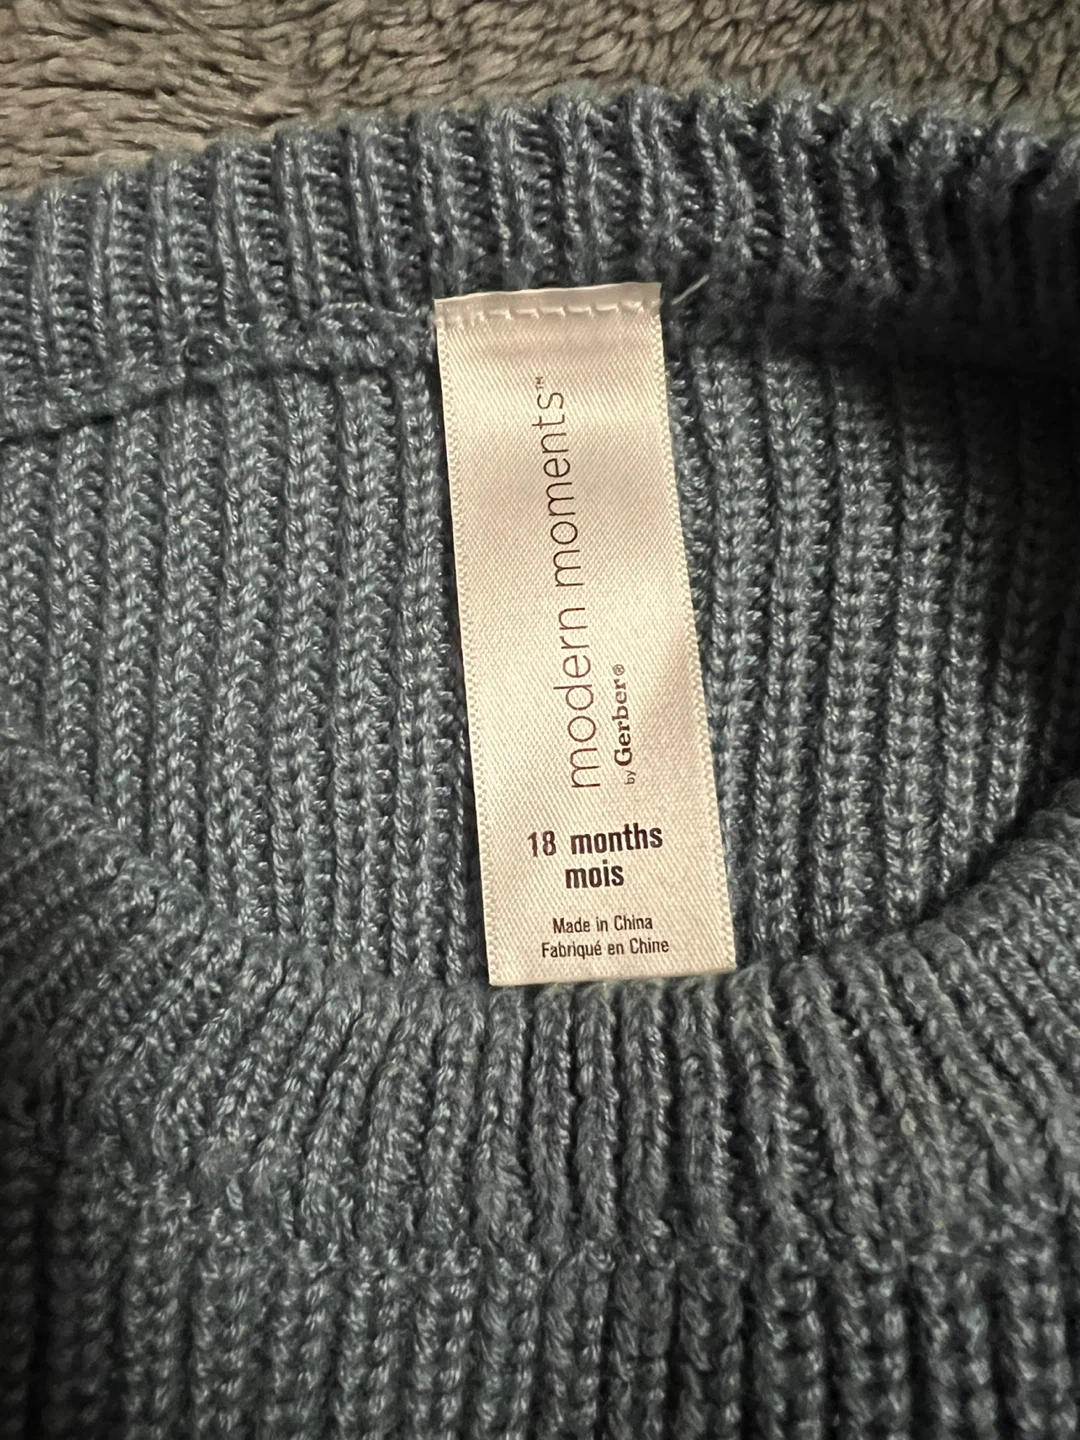 modern moments™
by Gerber®
18 months
mois
Made in China
Fabriqué en Chine